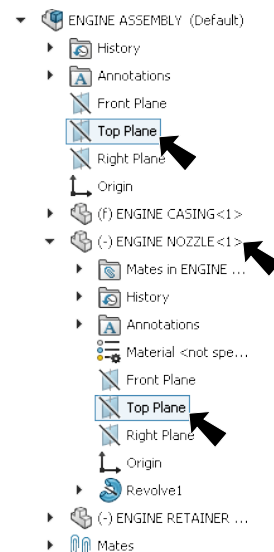 ENGINE ASSEMBLY (Default)
History
Annotations
Front Plane
Top Plane
Right Plane
Origin
(f) ENGINE CASING<1>
(-) ENGINE NOZZLE<1>
Mates in ENGINE ...
History
Annotations
Material <not spe...
Front Plane
Top Plane
Right Plane
Origin
Revolve1
(-) ENGINE RETAINER ...
Mates